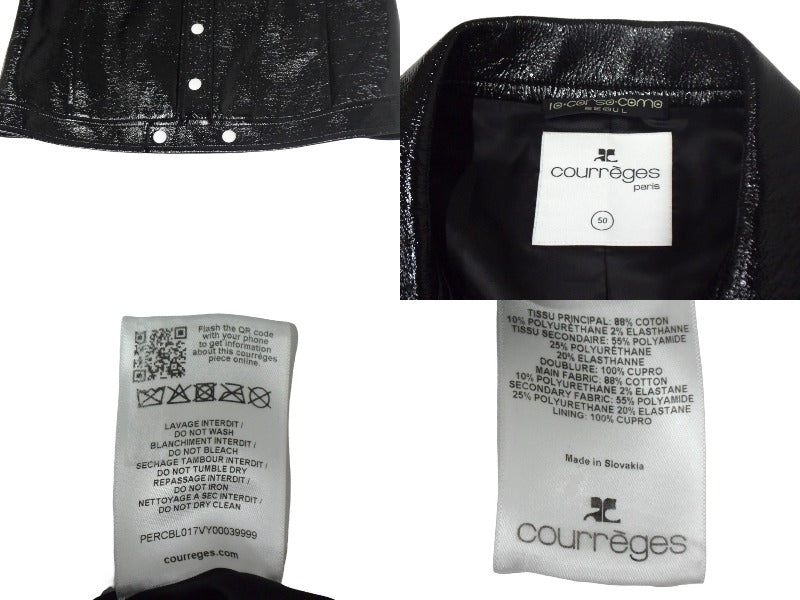 10·corso·como
SEOUL
courrèges
paris
50
Flash the QR code
with your phone
to get information
about this courrèges
piece online.
LAVAGE INTERDIT /
DO NOT WASH
BLANCHIMENT INTERDIT /
DO NOT BLEACH
SECHAGE TAMBOUR INTERDIT /
DO NOT TUMBLE DRY
REPASSAGE INTERDIT /
DO NOT IRON
NETTOYAGE A SEC INTERDIT /
DO NOT DRY CLEAN
PERCBL017VY00039999
courreges.com
TISSU PRINCIPAL: 88% COTON
10% POLYURÉTHANE 2% ELASTHANNE
TISSU SECONDAIRE: 55% POLYAMIDE
25% POLYURÉTHANE
20% ELASTHANNE
DOUBLURE: 100% CUPRO
MAIN FABRIC: 88% COTTON
10% POLYURETHANE 2% ELASTANE
SECONDARY FABRIC: 55% POLYAMIDE
25% POLYURETHANE 20% ELASTANE
LINING: 100% CUPRO
Made in Slovakia
courrèges